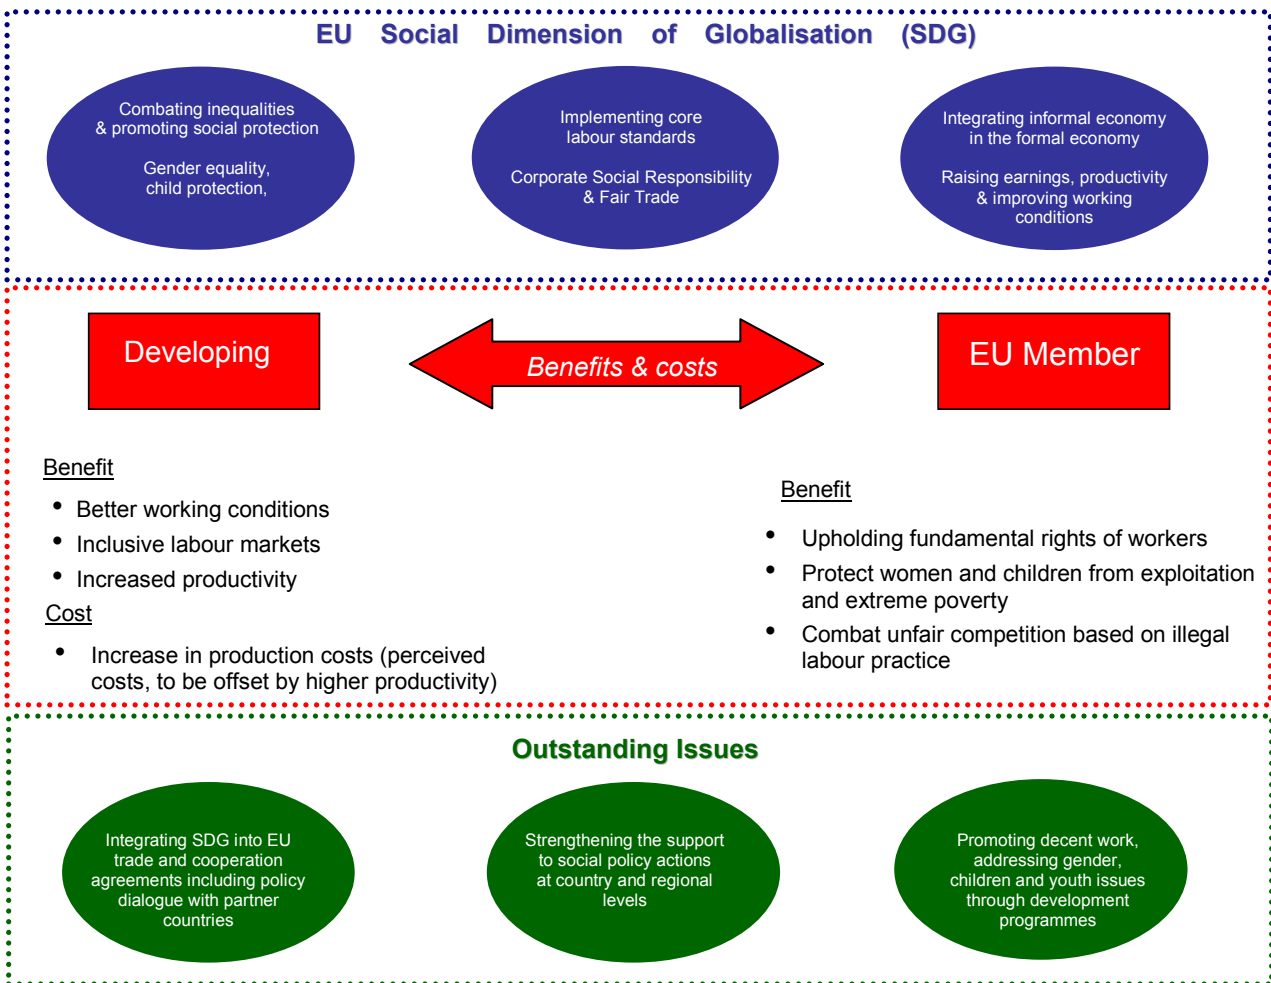 EU Social Dimension of Globalisation (SDG)
Combating inequalities
& promoting social protection
Gender equality,
child protection,
Implementing core
labour standards
Corporate Social Responsibility
& Fair Trade
Integrating informal economy
in the formal economy
Raising earnings, productivity
& improving working
conditions
Developing
Benefits & costs
EU Member
Benefit
• Better working conditions
• Inclusive labour markets
• Increased productivity
Cost
• Increase in production costs (perceived
costs, to be offset by higher productivity)
Benefit
• Upholding fundamental rights of workers
• Protect women and children from exploitation
and extreme poverty
• Combat unfair competition based on illegal
labour practice
Outstanding Issues
Integrating SDG into EU
trade and cooperation
agreements including policy
dialogue with partner
countries
Strengthening the support
to social policy actions
at country and regional
levels
Promoting decent work,
addressing gender,
children and youth issues
through development
programmes